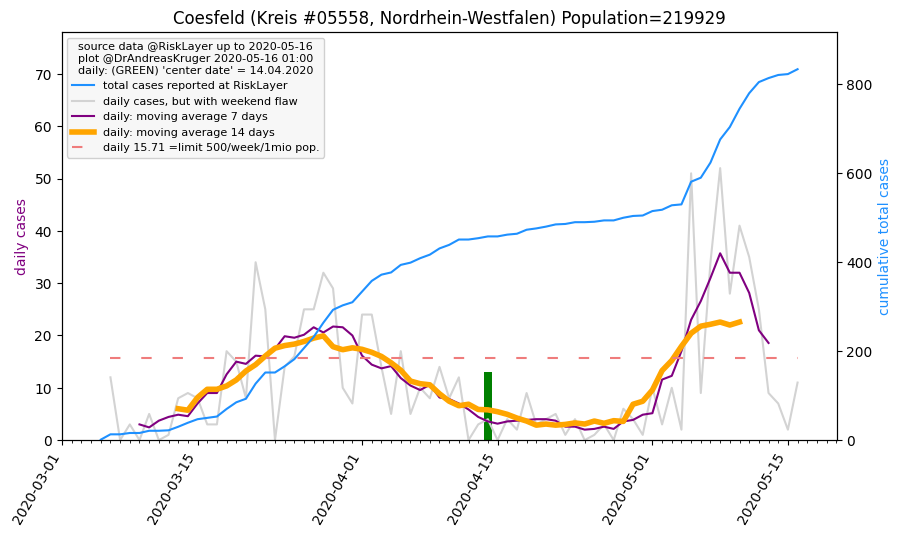 Coesfeld (Kreis #05558, Nordrhein-Westfalen) Population=219929
source data @RiskLayer up to 2020-05-16
plot @DrAndreasKruger 2020-05-16 01:00
daily: (GREEN) 'center date' = 14.04.2020
total cases reported at RiskLayer
daily cases, but with weekend flaw
daily: moving average 7 days
daily: moving average 14 days
daily 15.71 =limit 500/week/1mio pop.
daily cases
70
60
50
40
30
20
10
0
cumulative total cases
800
600
400
200
0
2020-03-01
2020-03-15
2020-04-01
2020-04-15
2020-05-01
2020-05-15